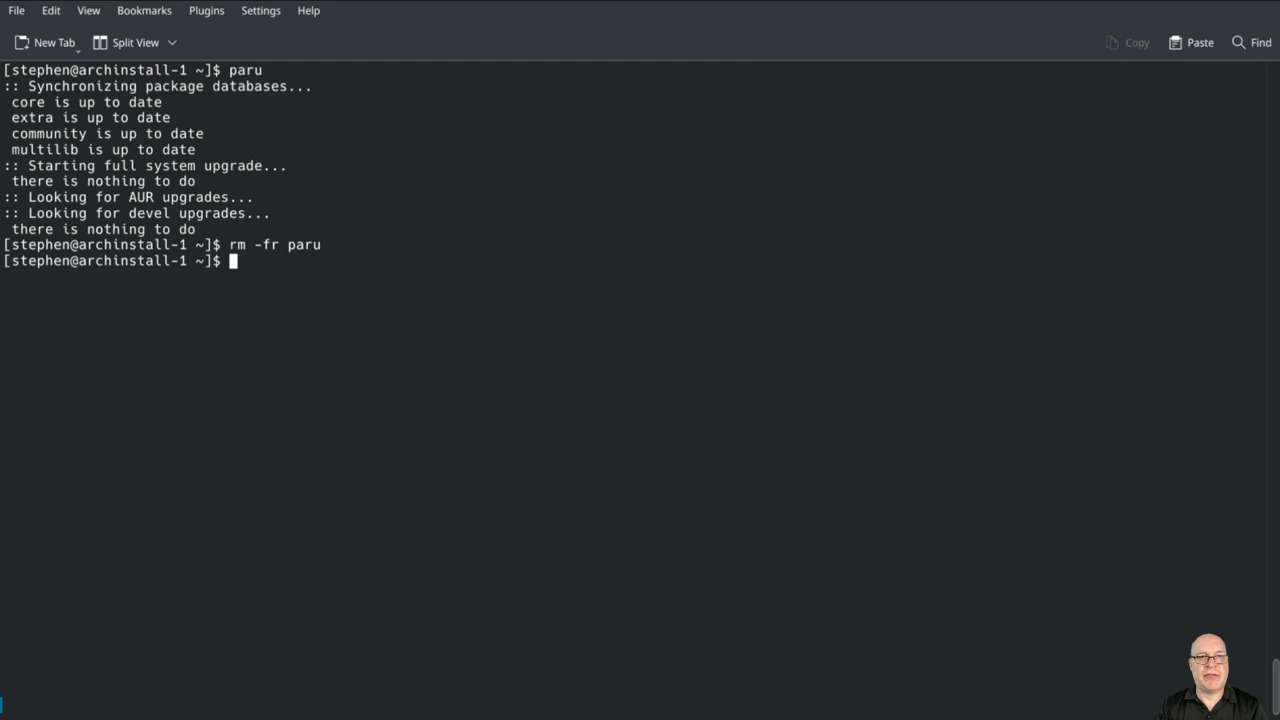 File Edit View Bookmarks Plugins Settings Help
New Tab Split View Copy Paste Find
[stephen@archinstall-1 ~]$ paru
:: Synchronizing package databases...
core is up to date
extra is up to date
community is up to date
multilib is up to date
:: Starting full system upgrade...
there is nothing to do
:: Looking for AUR upgrades...
:: Looking for devel upgrades...
there is nothing to do
[stephen@archinstall-1 ~]$ rm -fr paru
[stephen@archinstall-1 ~]$